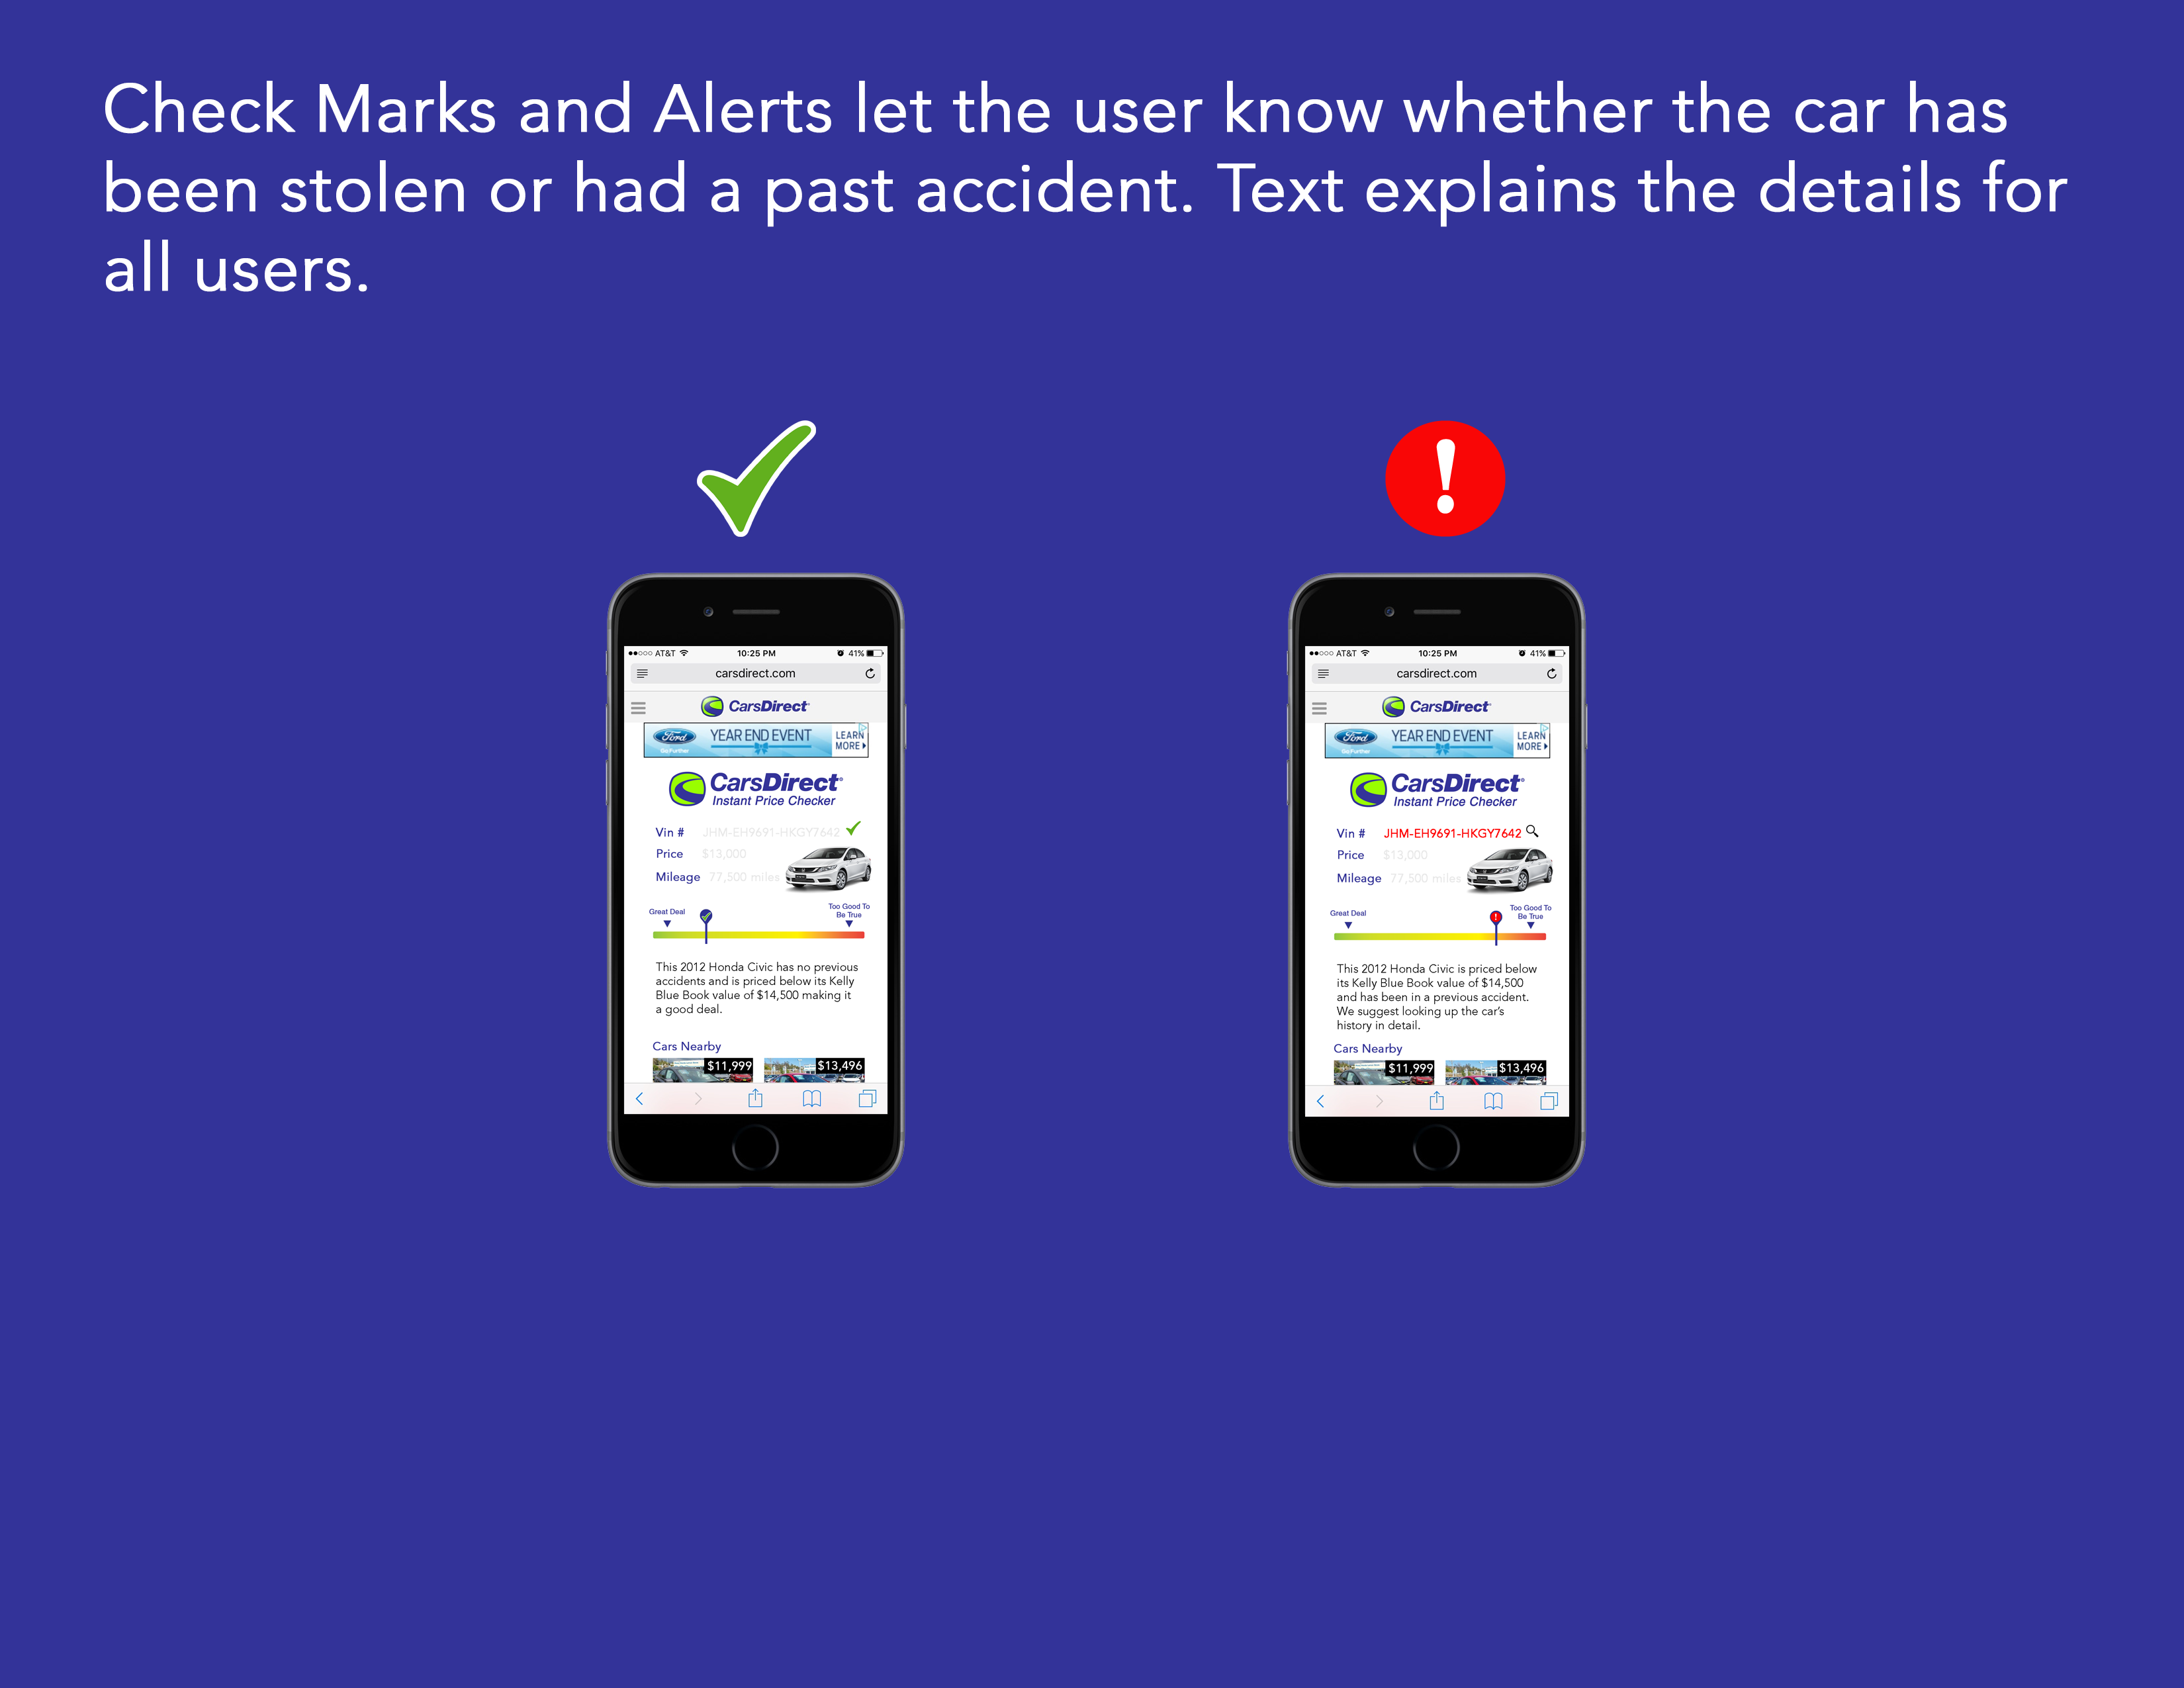 Check Marks and Alerts let the user know whether the car has
been stolen or had a past accident. Text explains the details for
all users.
!
AT&T 10:25 PM 41%
carsdirect.com
CarsDirect
Ford YEAR END EVENT LEARN
Go Further MORE
CarsDirect
Instant Price Checker
Vin # JHM-EH9691-HKGY7642
Price $13,000
Mileage 77,500 miles
Great Deal Too Good To
Be True
This 2012 Honda Civic has no previous
accidents and is priced below its Kelly
Blue Book value of $14,500 making it
a good deal.
Cars Nearby
$11,999 $13,496
AT&T 10:25 PM 41%
carsdirect.com
CarsDirect
Ford YEAR END EVENT LEARN
Go Further MORE
CarsDirect
Instant Price Checker
Vin # JHM-EH9691-HKGY7642
Price $13,000
Mileage 77,500 miles
Great Deal ! Too Good To
Be True
This 2012 Honda Civic is priced below
its Kelly Blue Book value of $14,500
and has been in a previous accident.
We suggest looking up the car's
history in detail.
Cars Nearby
$11,999 $13,496